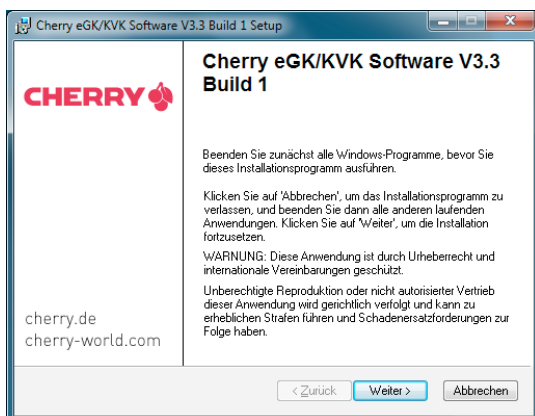 Cherry eGK/KVK Software V3.3 Build 1 Setup
CHERRY
Cherry eGK/KVK Software V3.3
Build 1
Beenden Sie zunächst alle Windows-Programme, bevor Sie
dieses Installationsprogramm ausführen.
Klicken Sie auf 'Abbrechen', um das Installationsprogramm zu
verlassen, und beenden Sie dann alle anderen laufenden
Anwendungen. Klicken Sie auf 'Weiter', um die Installation
fortzusetzen.
WARNUNG: Diese Anwendung ist durch Urheberrecht und
internationale Vereinbarungen geschützt.
Unberechtigte Reproduktion oder nicht autorisierter Vertrieb
dieser Anwendung wird gerichtlich verfolgt und kann zu
erheblichen Strafen führen und Schadenersatzforderungen zur
Folge haben.
cherry.de
cherry-world.com
< Zurück
Weiter >
Abbrechen